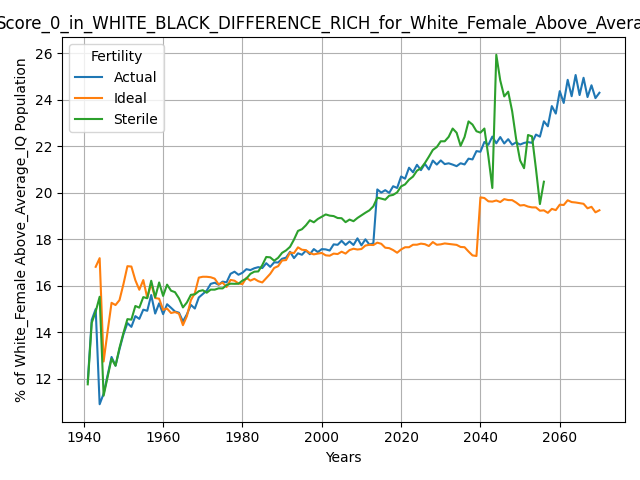 Score_0_in_WHITE_BLACK_DIFFERENCE_RICH_for_White_Female_Above_Avera
% of White_Female Above_Average_IQ Population
26
24
22
20
18
16
14
12
Fertility
Actual
Ideal
Sterile
1940
1960
1980
2000
2020
2040
2060
Years